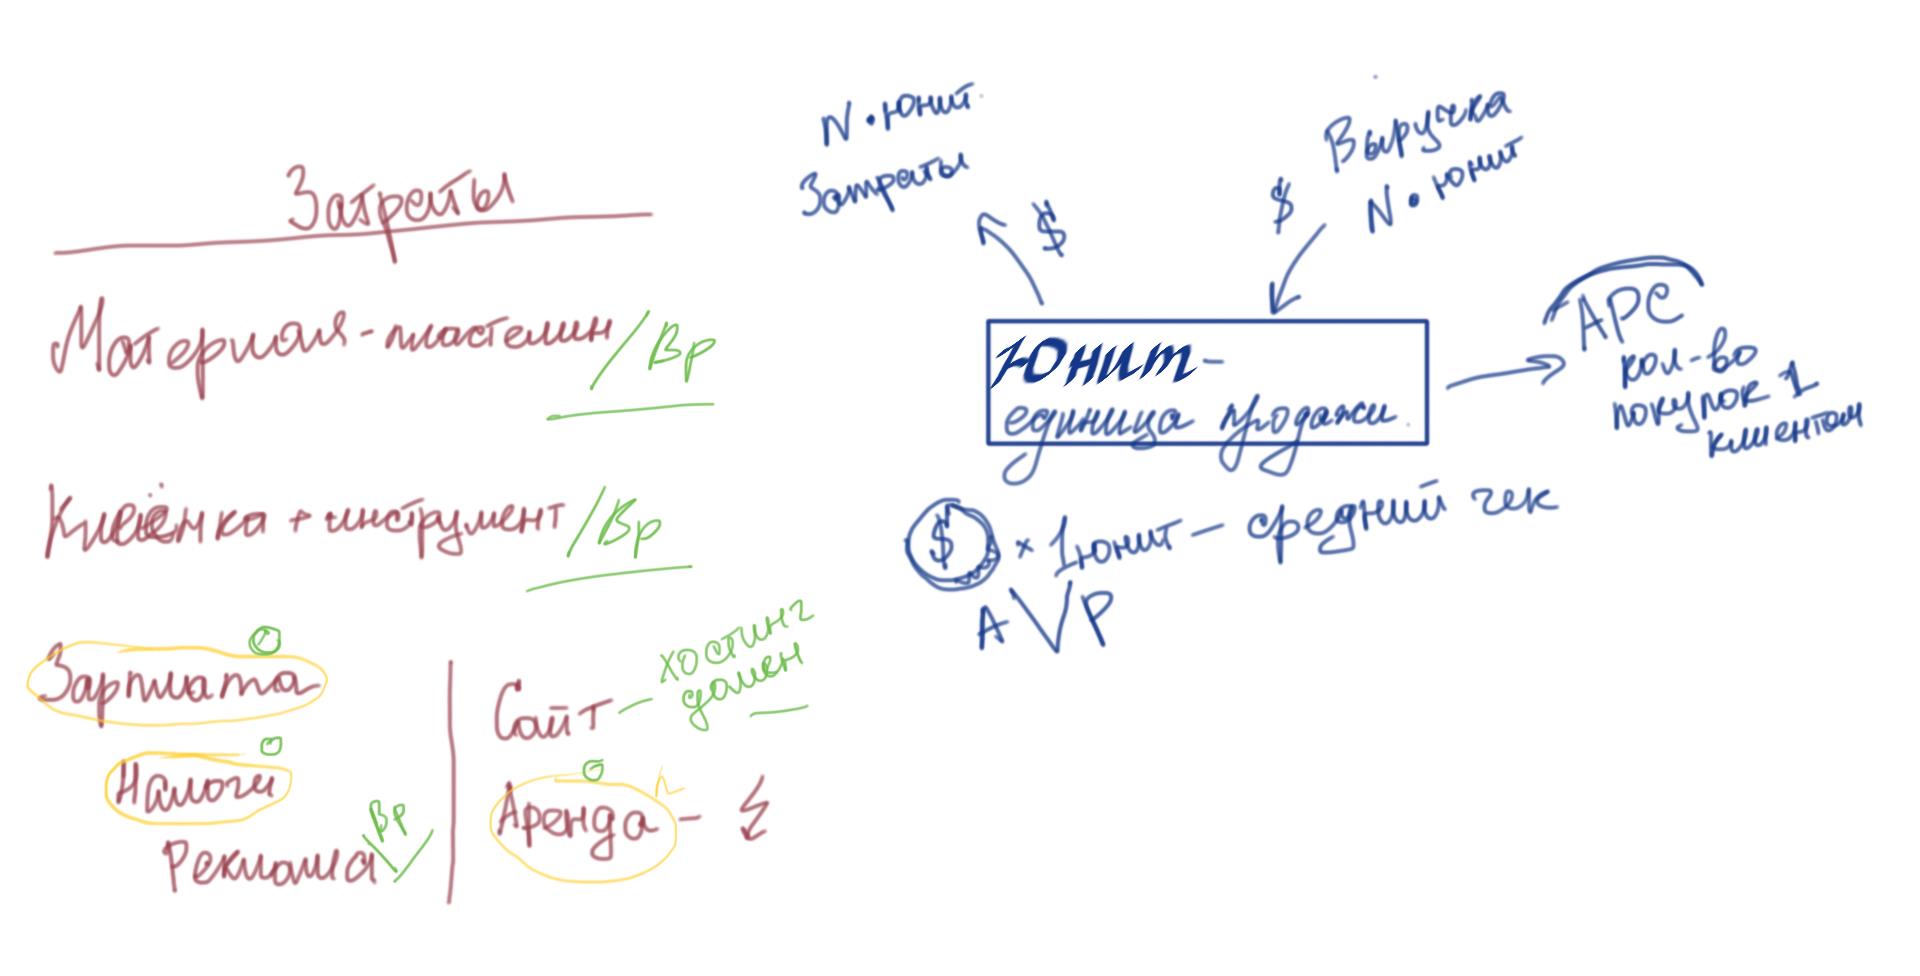 Затраты
Материал - пластелин / Вр
Клеёнка + инструмент / Вр
Зарплата
Налоги
Реклама Вр
Сайт - хостинг
домен
Аренда - Σ
N • юнит
Затраты
$
Выручка
N • юнит
$
Юнит -
единица продажи
APC
кол-во
покупок 1
клиентом
$ × 1 юнит - средний чек
AVP